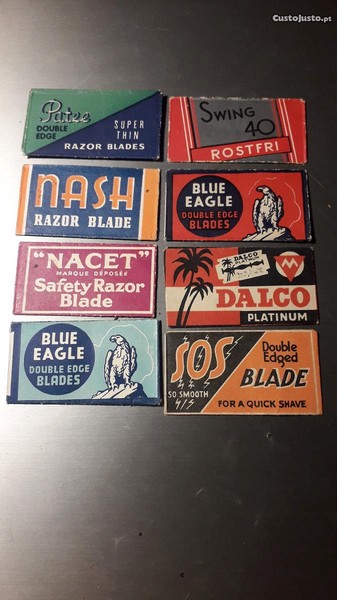 CustoJusto.pt
Patee
DOUBLE
EDGE
SUPER
THIN
RAZOR BLADES
SWING
40
ROSTFRI
NASH
RAZOR BLADE
BLUE
EAGLE
DOUBLE EDGE
BLADES
"NACET"
MARQUE DÉPOSÉE
Safety Razor
Blade
DALCO
DALCO
PLATINUM
BLUE
EAGLE
DOUBLE EDGE
BLADES
SOS
SO SMOOTH
Double
Edged
BLADE
FOR A QUICK SHAVE